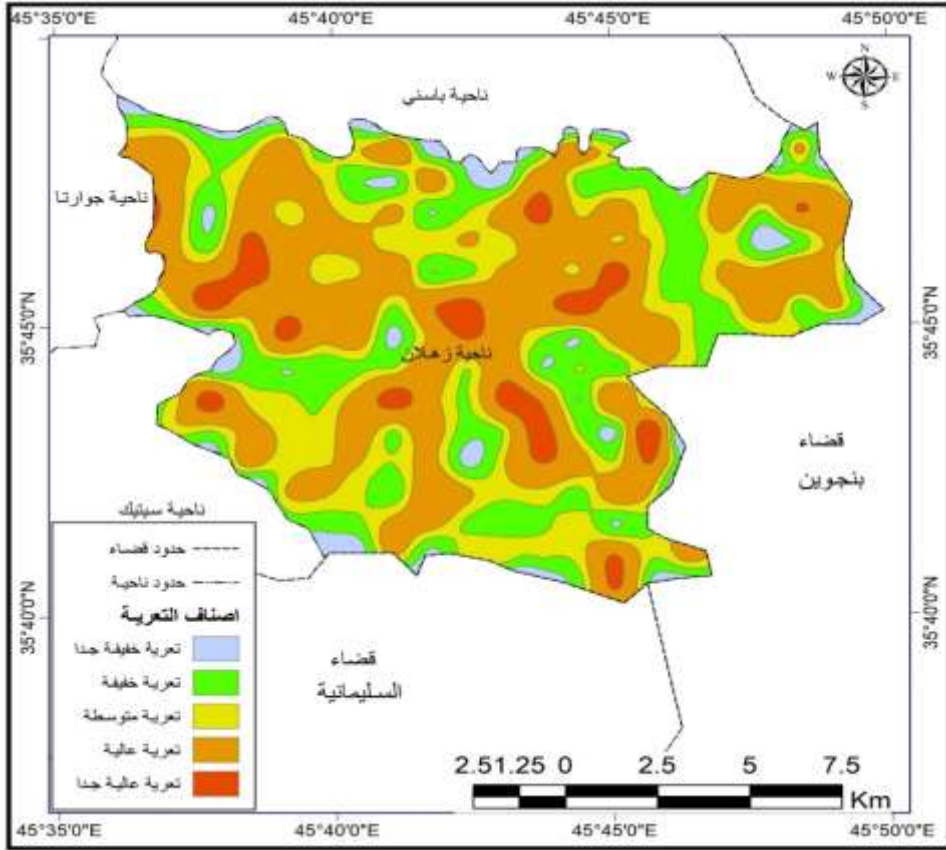 45°35'0"E 45°40'0"E 45°45'0"E 45°50'0"E
N
W E
S
ناحية باسني
ناحية جوارتا
35°45'0"N
35°45'0"N
ناحية زهلان
قضاء
بنجوين
ناحية سيتيك
حدود قضاء
حدود ناحية
اصناف التعرية
تعرية خفيفة جدا
تعرية خفيفة
تعرية متوسطة
تعرية عالية
تعرية عالية جدا
35°40'0"N
35°40'0"N
قضاء
السليمانية
2.51.25 0 2.5 5 7.5
Km
45°35'0"E 45°40'0"E 45°45'0"E 45°50'0"E